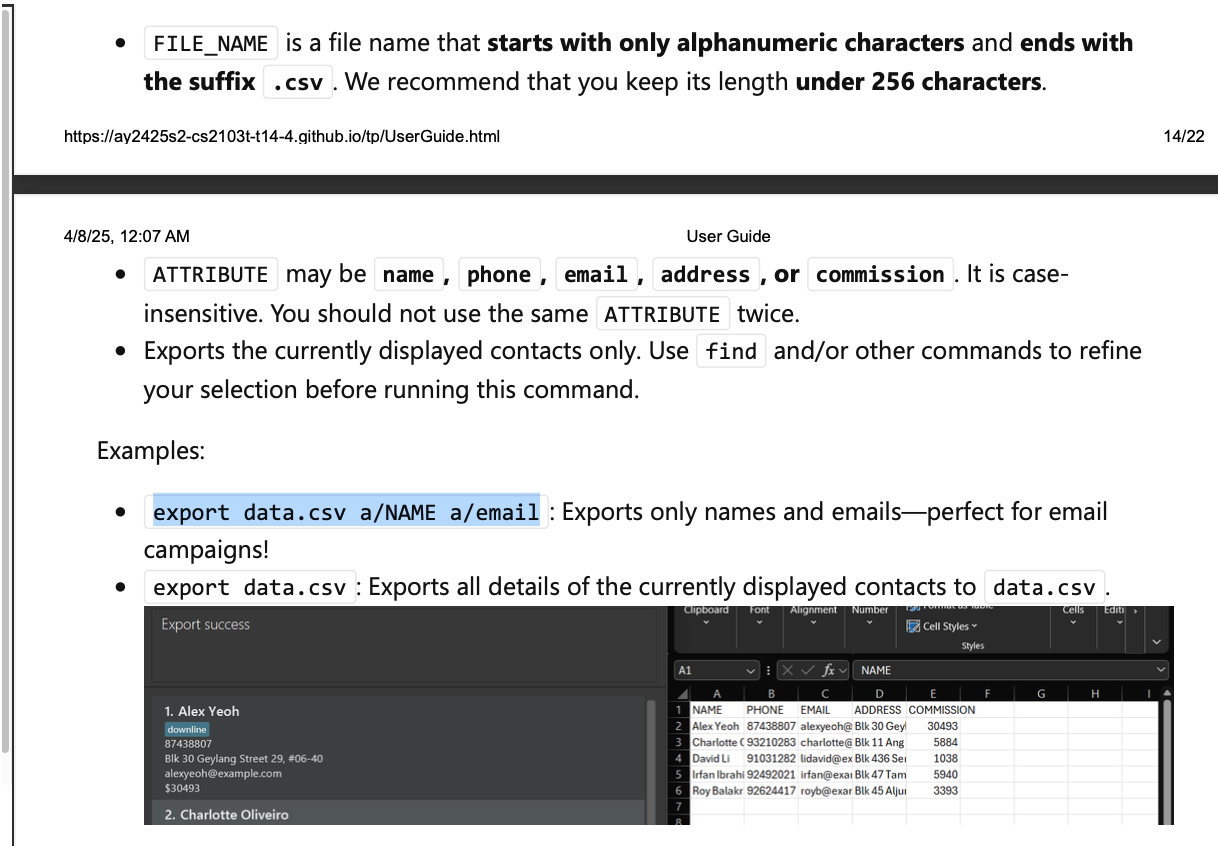 • FILE_NAME is a file name that starts with only alphanumeric characters and ends with
the suffix .csv. We recommend that you keep its length under 256 characters.
https://ay2425s2-cs2103t-t14-4.github.io/tp/UserGuide.html 14/22
4/8/25, 12:07 AM User Guide
• ATTRIBUTE may be name, phone, email, address, or commission. It is case-
insensitive. You should not use the same ATTRIBUTE twice.
• Exports the currently displayed contacts only. Use find and/or other commands to refine
your selection before running this command.
Examples:
• export data.csv a/NAME a/email: Exports only names and emails—perfect for email
campaigns!
• export data.csv: Exports all details of the currently displayed contacts to data.csv.
Export success
1. Alex Yeoh
downline
87438807
Blk 30 Geylang Street 29, #06-40
alexyeoh@example.com
$30493
2. Charlotte Oliveiro
Clipboard Font Alignment Number Format as Table Cells Editi
Cell Styles
Styles
A1 fx NAME
A B C D E F G H I
1 NAME PHONE EMAIL ADDRESS COMMISSION
2 Alex Yeoh 87438807 alexyeoh@ Blk 30 Geyl 30493
3 Charlotte O 93210283 charlotte@ Blk 11 Ang 5884
4 David Li 91031282 lidavid@ex Blk 436 Ser 1038
5 Irfan Ibrahi 92492021 irfan@exam Blk 47 Tam 5940
6 Roy Balakr 92624417 royb@exam Blk 45 Aljun 3393
7
8